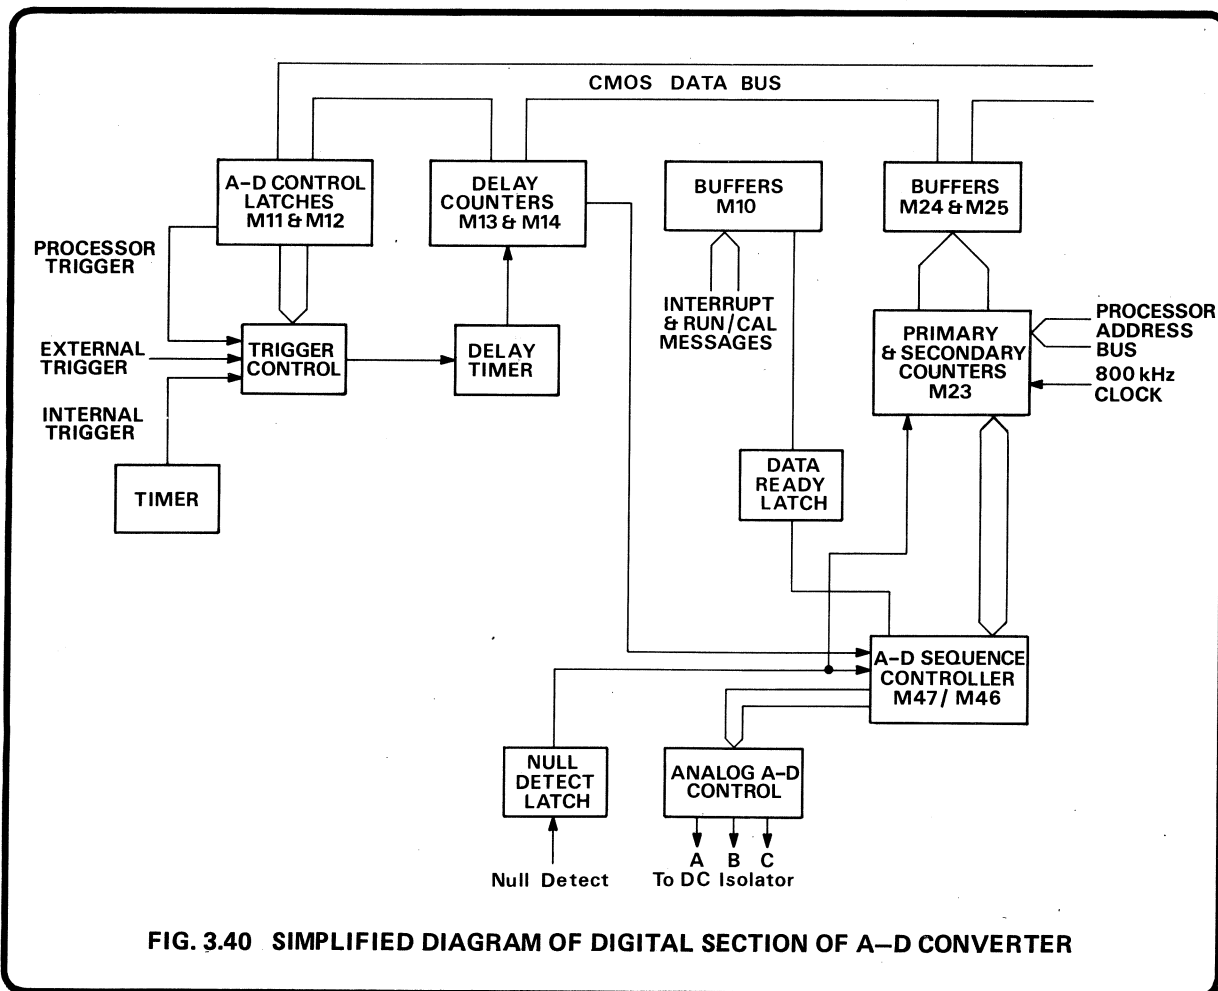 CMOS DATA BUS
A-D CONTROL
LATCHES
M11 & M12
DELAY
COUNTERS
M13 & M14
BUFFERS
M10
BUFFERS
M24 & M25
PROCESSOR
TRIGGER
EXTERNAL
TRIGGER
INTERNAL
TRIGGER
TRIGGER
CONTROL
DELAY
TIMER
INTERRUPT
& RUN/CAL
MESSAGES
PRIMARY
& SECONDARY
COUNTERS
M23
PROCESSOR
ADDRESS
BUS
800 kHz
CLOCK
TIMER
DATA
READY
LATCH
A-D SEQUENCE
CONTROLLER
M47/ M46
NULL
DETECT
LATCH
ANALOG A-D
CONTROL
A B C
Null Detect
To DC Isolator
FIG. 3.40 SIMPLIFIED DIAGRAM OF DIGITAL SECTION OF A–D CONVERTER